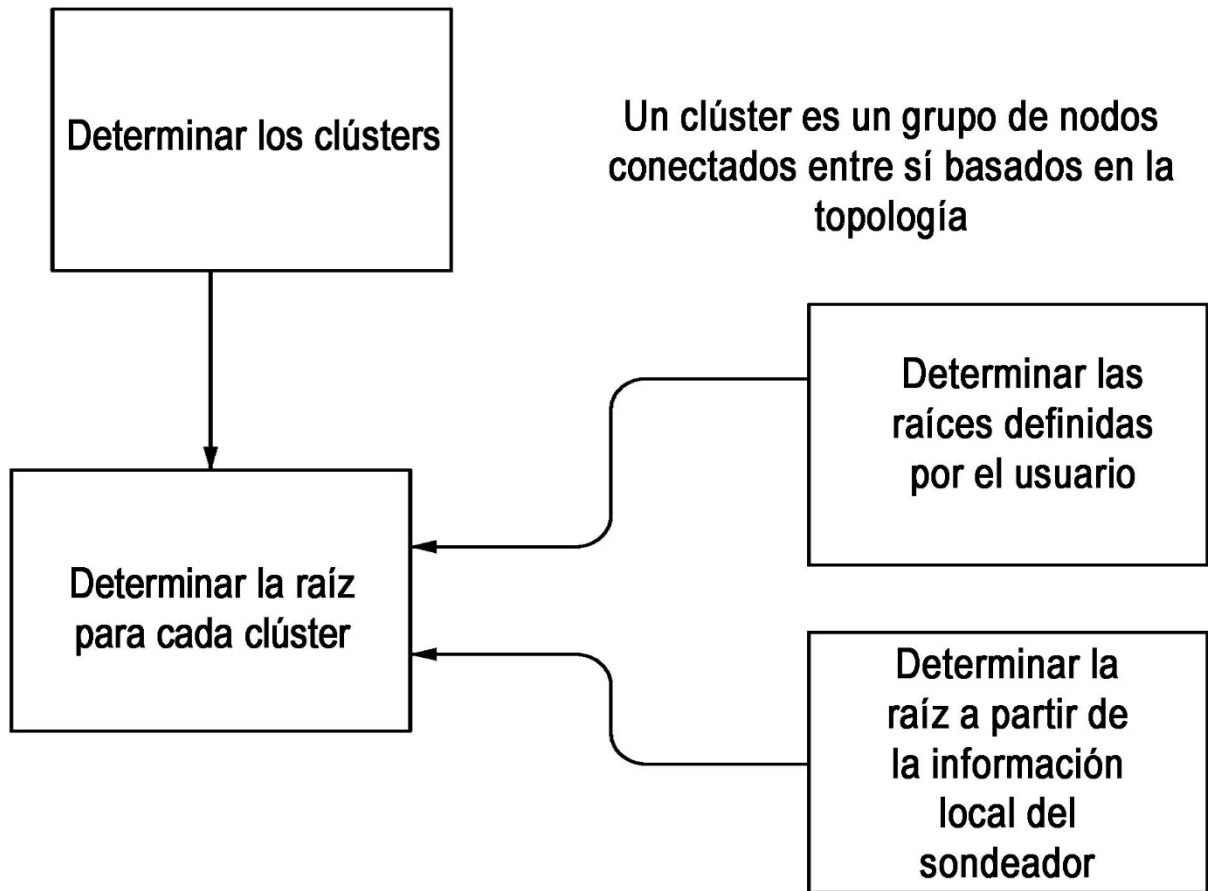 Determinar los clústers
Un clúster es un grupo de nodos
conectados entre sí basados en la
topología
Determinar las
raíces definidas
por el usuario
Determinar la raíz
para cada clúster
Determinar la
raíz a partir de
la información
local del
sondeador